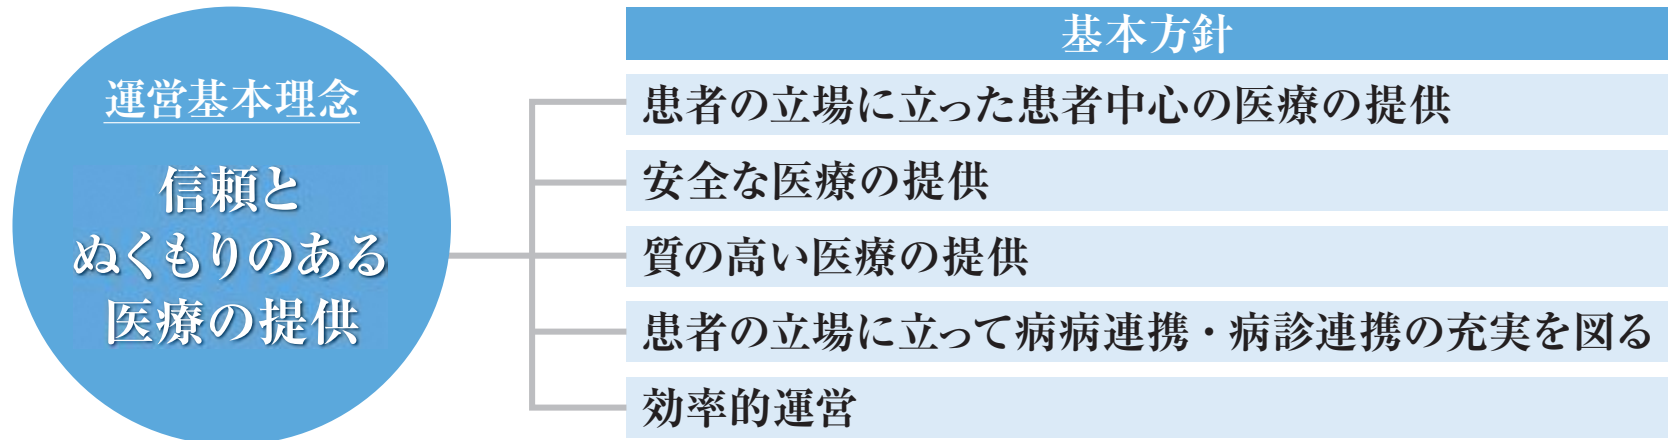 運営基本理念
信頼と
ぬくもりのある
医療の提供
基本方針
患者の立場に立った患者中心の医療の提供
安全な医療の提供
質の高い医療の提供
患者の立場に立って病病連携・病診連携の充実を図る
効率的運営